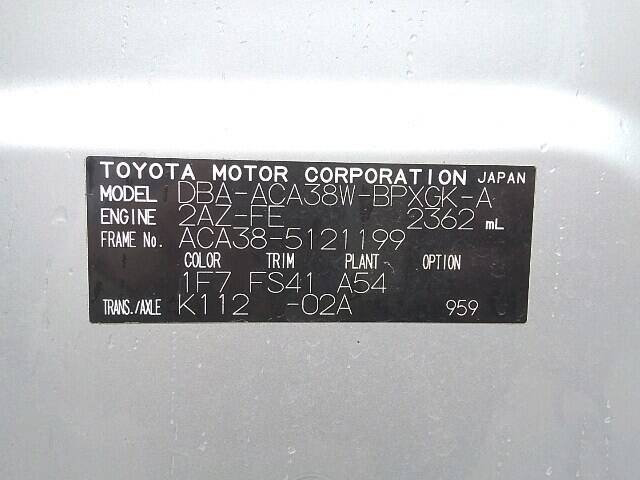 TOYOTA MOTOR CORPORATION JAPAN
MODEL DBA-ACA38W-BPXGK-A
ENGINE 2AZ-FE 2362 mL
FRAME No. ACA38-5121199
COLOR TRIM PLANT OPTION
1F7 FS41 A54
TRANS./AXLE K112 -02A 959